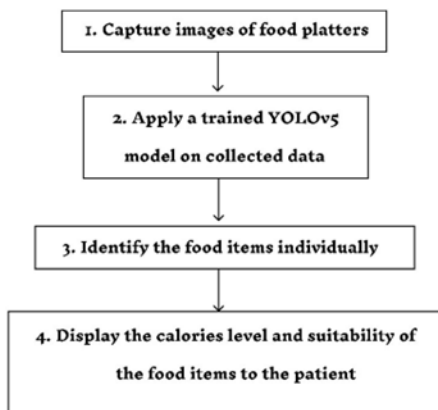 1. Capture images of food platters
2. Apply a trained YOLOv5
model on collected data
3. Identify the food items individually
4. Display the calories level and suitability of
the food items to the patient